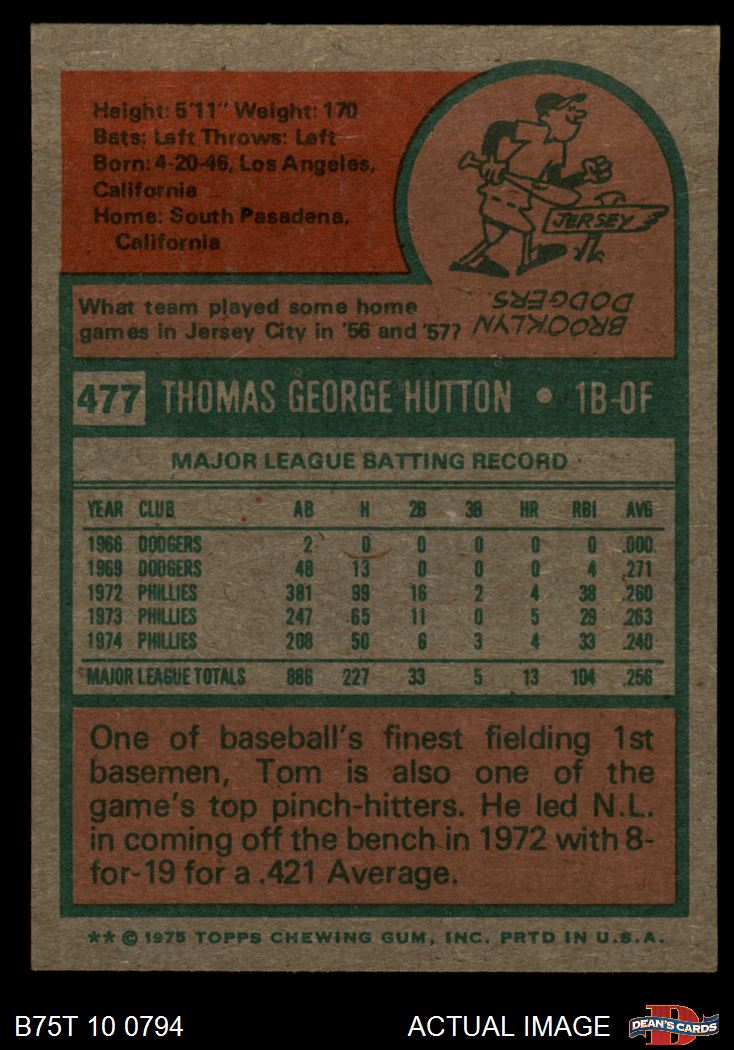 Height: 5'11" Weight: 170
Bats: Left Throws: Left
Born: 4-20-46, Los Angeles,
California
Home: South Pasadena,
California
JERSEY
What team played some home
games in Jersey City in '56 and '57?
BROOKLYN
DODGERS
477 THOMAS GEORGE HUTTON • 1B-OF
MAJOR LEAGUE BATTING RECORD
YEAR CLUB AB H 2B 3B HR RBI AVG
1966 DODGERS 2 0 0 0 0 0 .000
1969 DODGERS 48 13 0 0 0 4 .271
1972 PHILLIES 381 99 16 2 4 38 .260
1973 PHILLIES 247 65 11 0 5 29 .263
1974 PHILLIES 208 50 6 3 4 33 .240
MAJOR LEAGUE TOTALS 886 227 33 5 13 104 .256
One of baseball's finest fielding 1st
basemen, Tom is also one of the
game's top pinch-hitters. He led N.L.
in coming off the bench in 1972 with 8-
for-19 for a .421 Average.
** © 1975 TOPPS CHEWING GUM, INC. PRTD IN U.S.A.
B75T 10 0794 ACTUAL IMAGE D DEAN'S CARDS